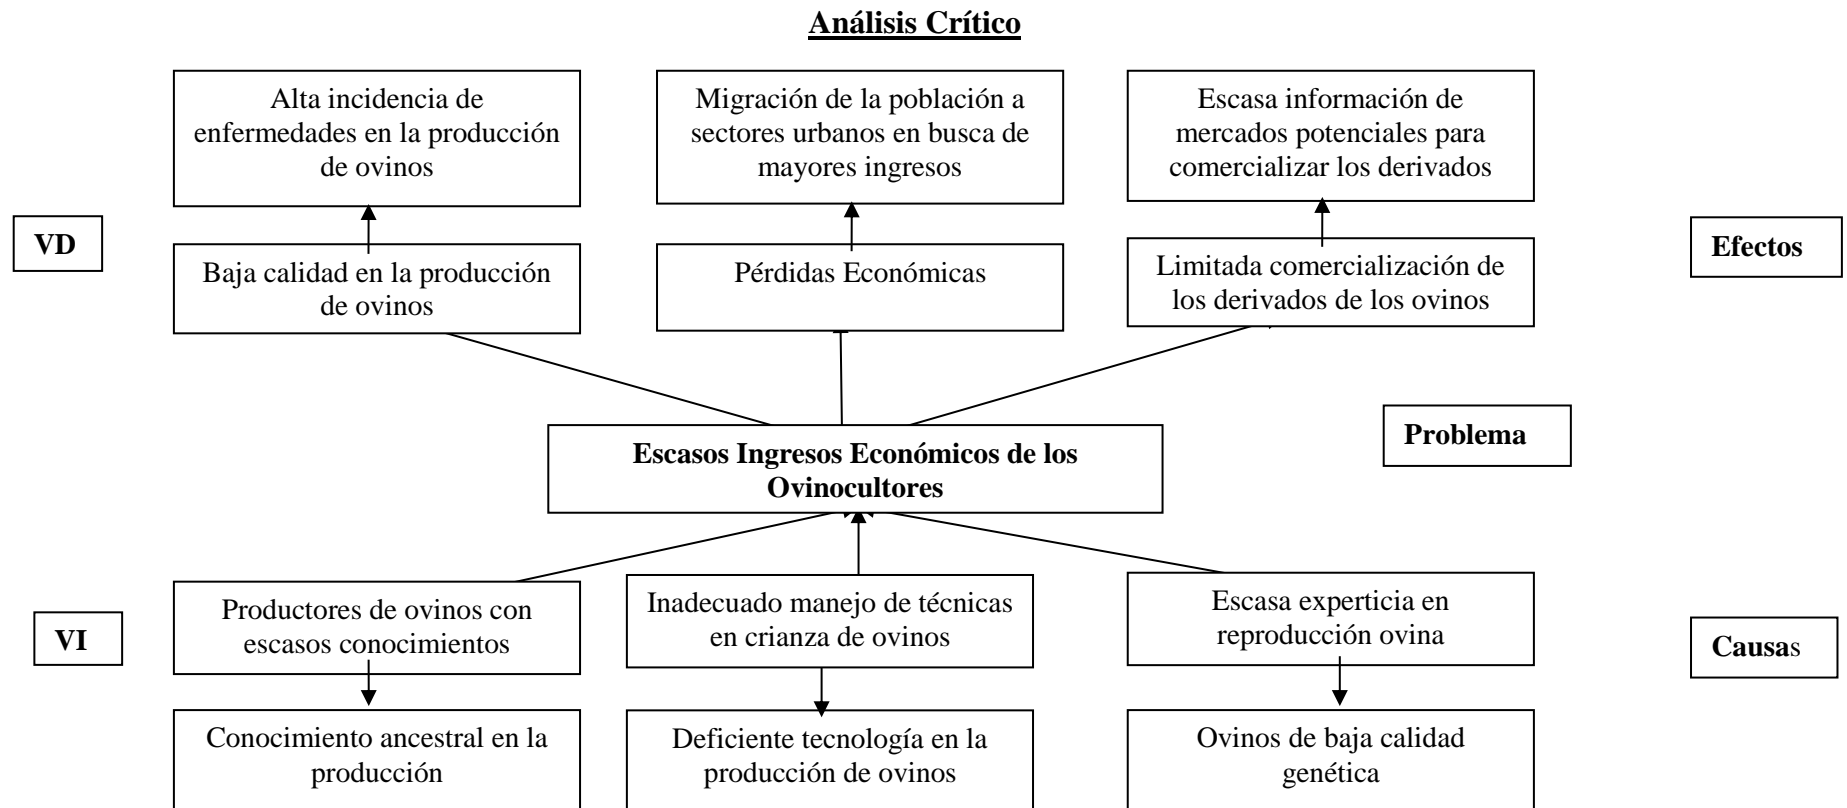 Análisis Crítico
Alta incidencia de
enfermedades en la producción
de ovinos
Migración de la población a
sectores urbanos en busca de
mayores ingresos
Escasa información de
mercados potenciales para
comercializar los derivados
VD
Efectos
Baja calidad en la producción
de ovinos
Pérdidas Económicas
Limitada comercialización de
los derivados de los ovinos
Problema
Escasos Ingresos Económicos de los
Ovinocultores
VI
Productores de ovinos con
escasos conocimientos
Inadecuado manejo de técnicas
en crianza de ovinos
Escasa experticia en
reproducción ovina
Causas
Conocimiento ancestral en la
producción
Deficiente tecnología en la
producción de ovinos
Ovinos de baja calidad
genética